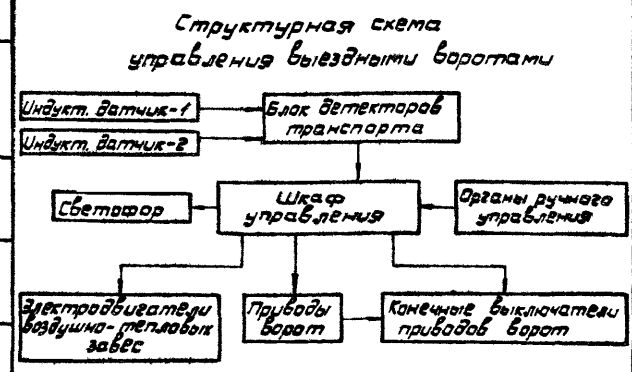 Структурная схема
управления выездными воротами
Индукт. датчик-1
Индукт. датчик-2
Блок детекторов
транспорта
Светофор
Шкаф
управления
Органы ручного
управления
Электродвигатели
воздушно-тепловых
завес
Приводы
ворот
Конечные выключатели
приводов ворот